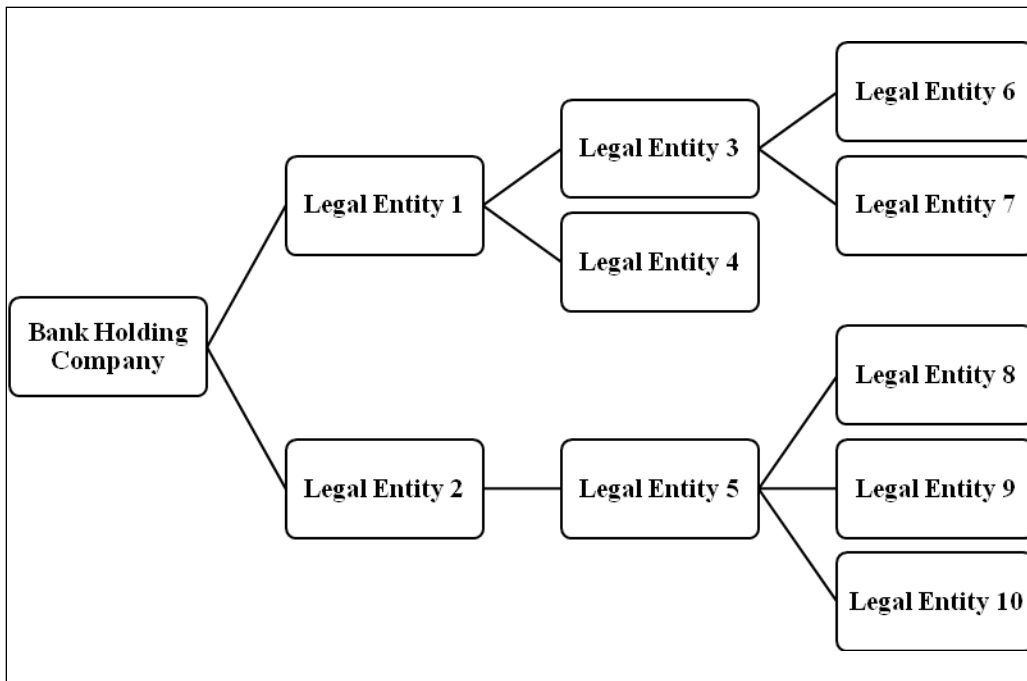 Legal Entity 6
Legal Entity 3
Legal Entity 1
Legal Entity 7
Legal Entity 4
Bank Holding
Company
Legal Entity 8
Legal Entity 2
Legal Entity 5
Legal Entity 9
Legal Entity 10